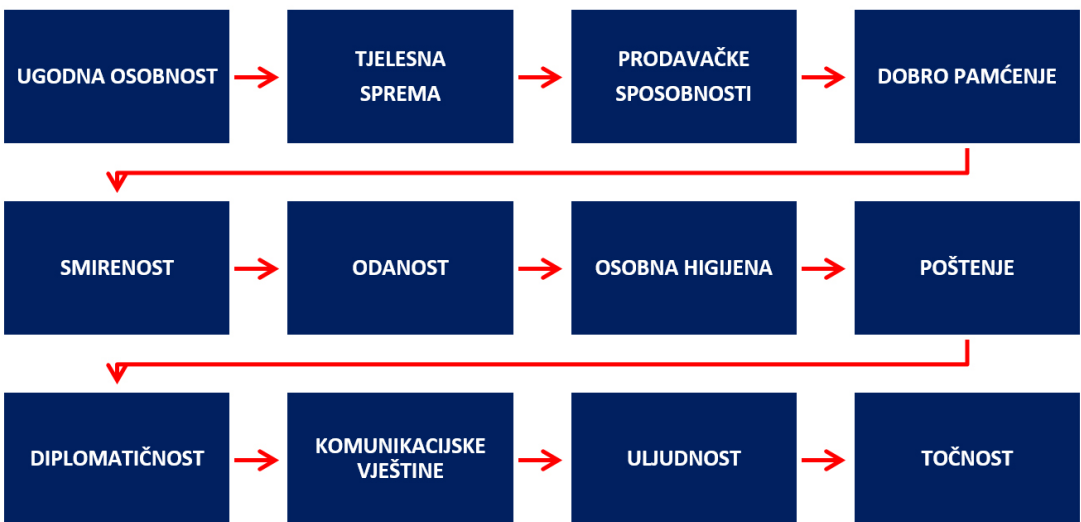 UGODNA OSOBNOST
TJELESNA
SPREMA
PRODAVAČKE
SPOSOBNOSTI
DOBRO PAMĆENJE
SMIRENOST
ODANOST
OSOBNA HIGIJENA
POŠTENJE
DIPLOMATIČNOST
KOMUNIKACIJSKE
VJEŠTINE
ULJUDNOST
TOČNOST